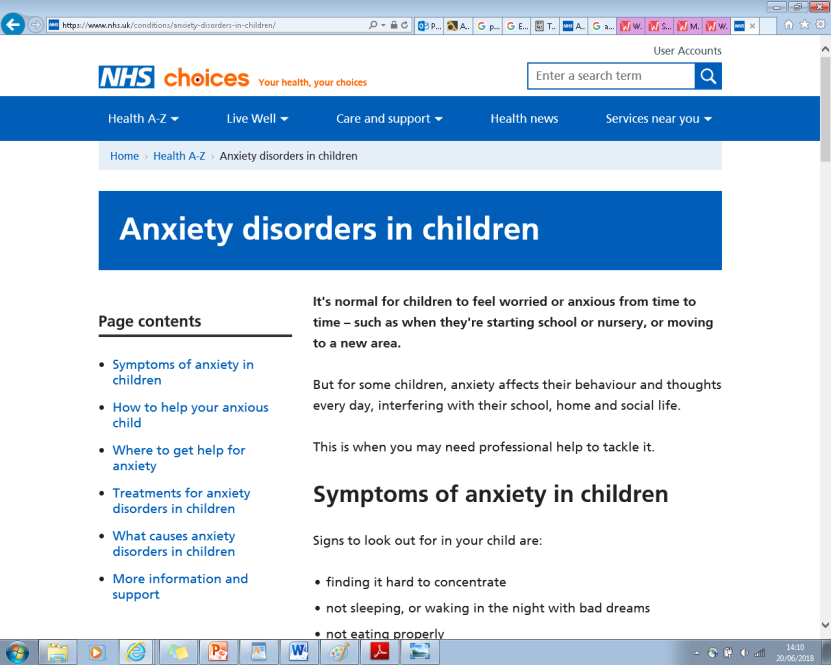 https://www.nhs.uk/conditions/anxiety-disorders-in-children/
P...
A..
G p...
G E...
T..
A..
G a...
W.
S...
M.
W.
User Accounts
NHS choices Your health, your choices
Enter a search term
Health A-Z
Live Well
Care and support
Health news
Services near you
Home › Health A-Z › Anxiety disorders in children
Anxiety disorders in children
Page contents
Symptoms of anxiety in
children
How to help your anxious
child
Where to get help for
anxiety
Treatments for anxiety
disorders in children
What causes anxiety
disorders in children
More information and
support
It's normal for children to feel worried or anxious from time to
time – such as when they're starting school or nursery, or moving
to a new area.
But for some children, anxiety affects their behaviour and thoughts
every day, interfering with their school, home and social life.
This is when you may need professional help to tackle it.
Symptoms of anxiety in children
Signs to look out for in your child are:
• finding it hard to concentrate
• not sleeping, or waking in the night with bad dreams
• not eating properly
14:10
20/06/2018